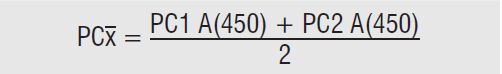 PCx̅ = PC1 A(450) + PC2 A(450)
2